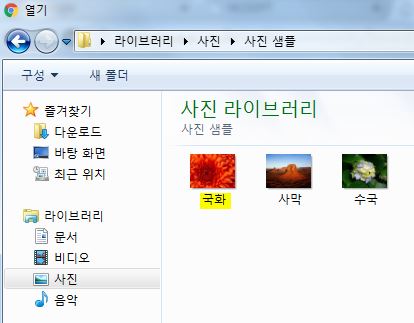 열기
라이브러리 사진 사진 샘플
구성 새 폴더
즐겨찾기
다운로드
바탕 화면
최근 위치
라이브러리
문서
비디오
사진
음악
사진 라이브러리
사진 샘플
국화 사막 수국